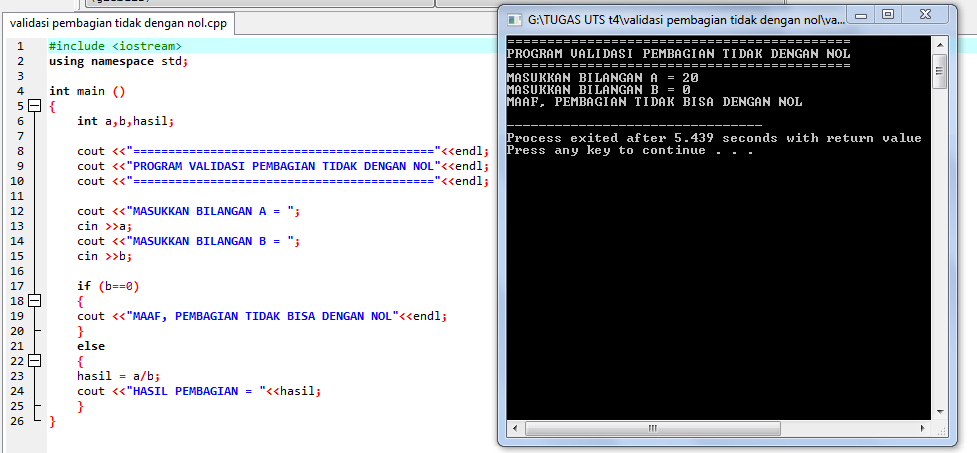 validasi pembagian tidak dengan nol.cpp
1 #include <iostream>
2 using namespace std;
3
4 int main ()
5 {
6 int a,b,hasil;
7
8 cout <<"==========================================="<<endl;
9 cout <<"PROGRAM VALIDASI PEMBAGIAN TIDAK DENGAN NOL"<<endl;
10 cout <<"==========================================="<<endl;
11
12 cout <<"MASUKKAN BILANGAN A = ";
13 cin >>a;
14 cout <<"MASUKKAN BILANGAN B = ";
15 cin >>b;
16
17 if (b==0)
18 {
19 cout <<"MAAF, PEMBAGIAN TIDAK BISA DENGAN NOL"<<endl;
20 }
21 else
22 {
23 hasil = a/b;
24 cout <<"HASIL PEMBAGIAN = "<<hasil;
25 }
26 }
G:\TUGAS UTS t4\validasi pembagian tidak dengan nol\va...
===========================================
PROGRAM VALIDASI PEMBAGIAN TIDAK DENGAN NOL
===========================================
MASUKKAN BILANGAN A = 20
MASUKKAN BILANGAN B = 0
MAAF, PEMBAGIAN TIDAK BISA DENGAN NOL
--------------------------------
Process exited after 5.439 seconds with return value
Press any key to continue . . .